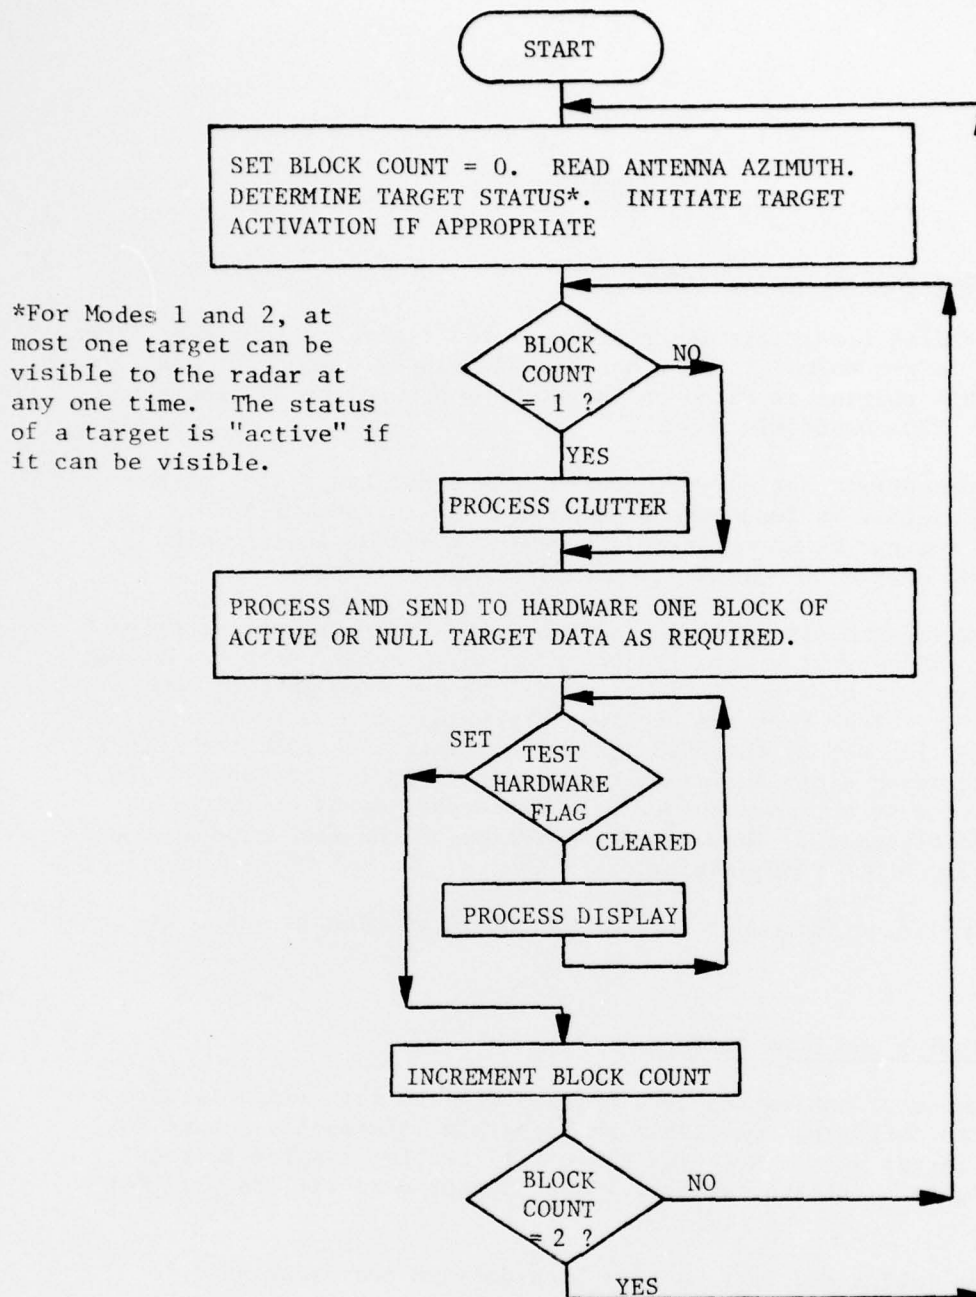 START
SET BLOCK COUNT = 0. READ ANTENNA AZIMUTH.
DETERMINE TARGET STATUS*. INITIATE TARGET
ACTIVATION IF APPROPRIATE
*For Modes 1 and 2, at
most one target can be
visible to the radar at
any one time. The status
of a target is "active" if
it can be visible.
BLOCK
COUNT
= 1 ?
NO
YES
PROCESS CLUTTER
PROCESS AND SEND TO HARDWARE ONE BLOCK OF
ACTIVE OR NULL TARGET DATA AS REQUIRED.
SET
TEST
HARDWARE
FLAG
CLEARED
PROCESS DISPLAY
INCREMENT BLOCK COUNT
BLOCK
COUNT
= 2 ?
NO
YES